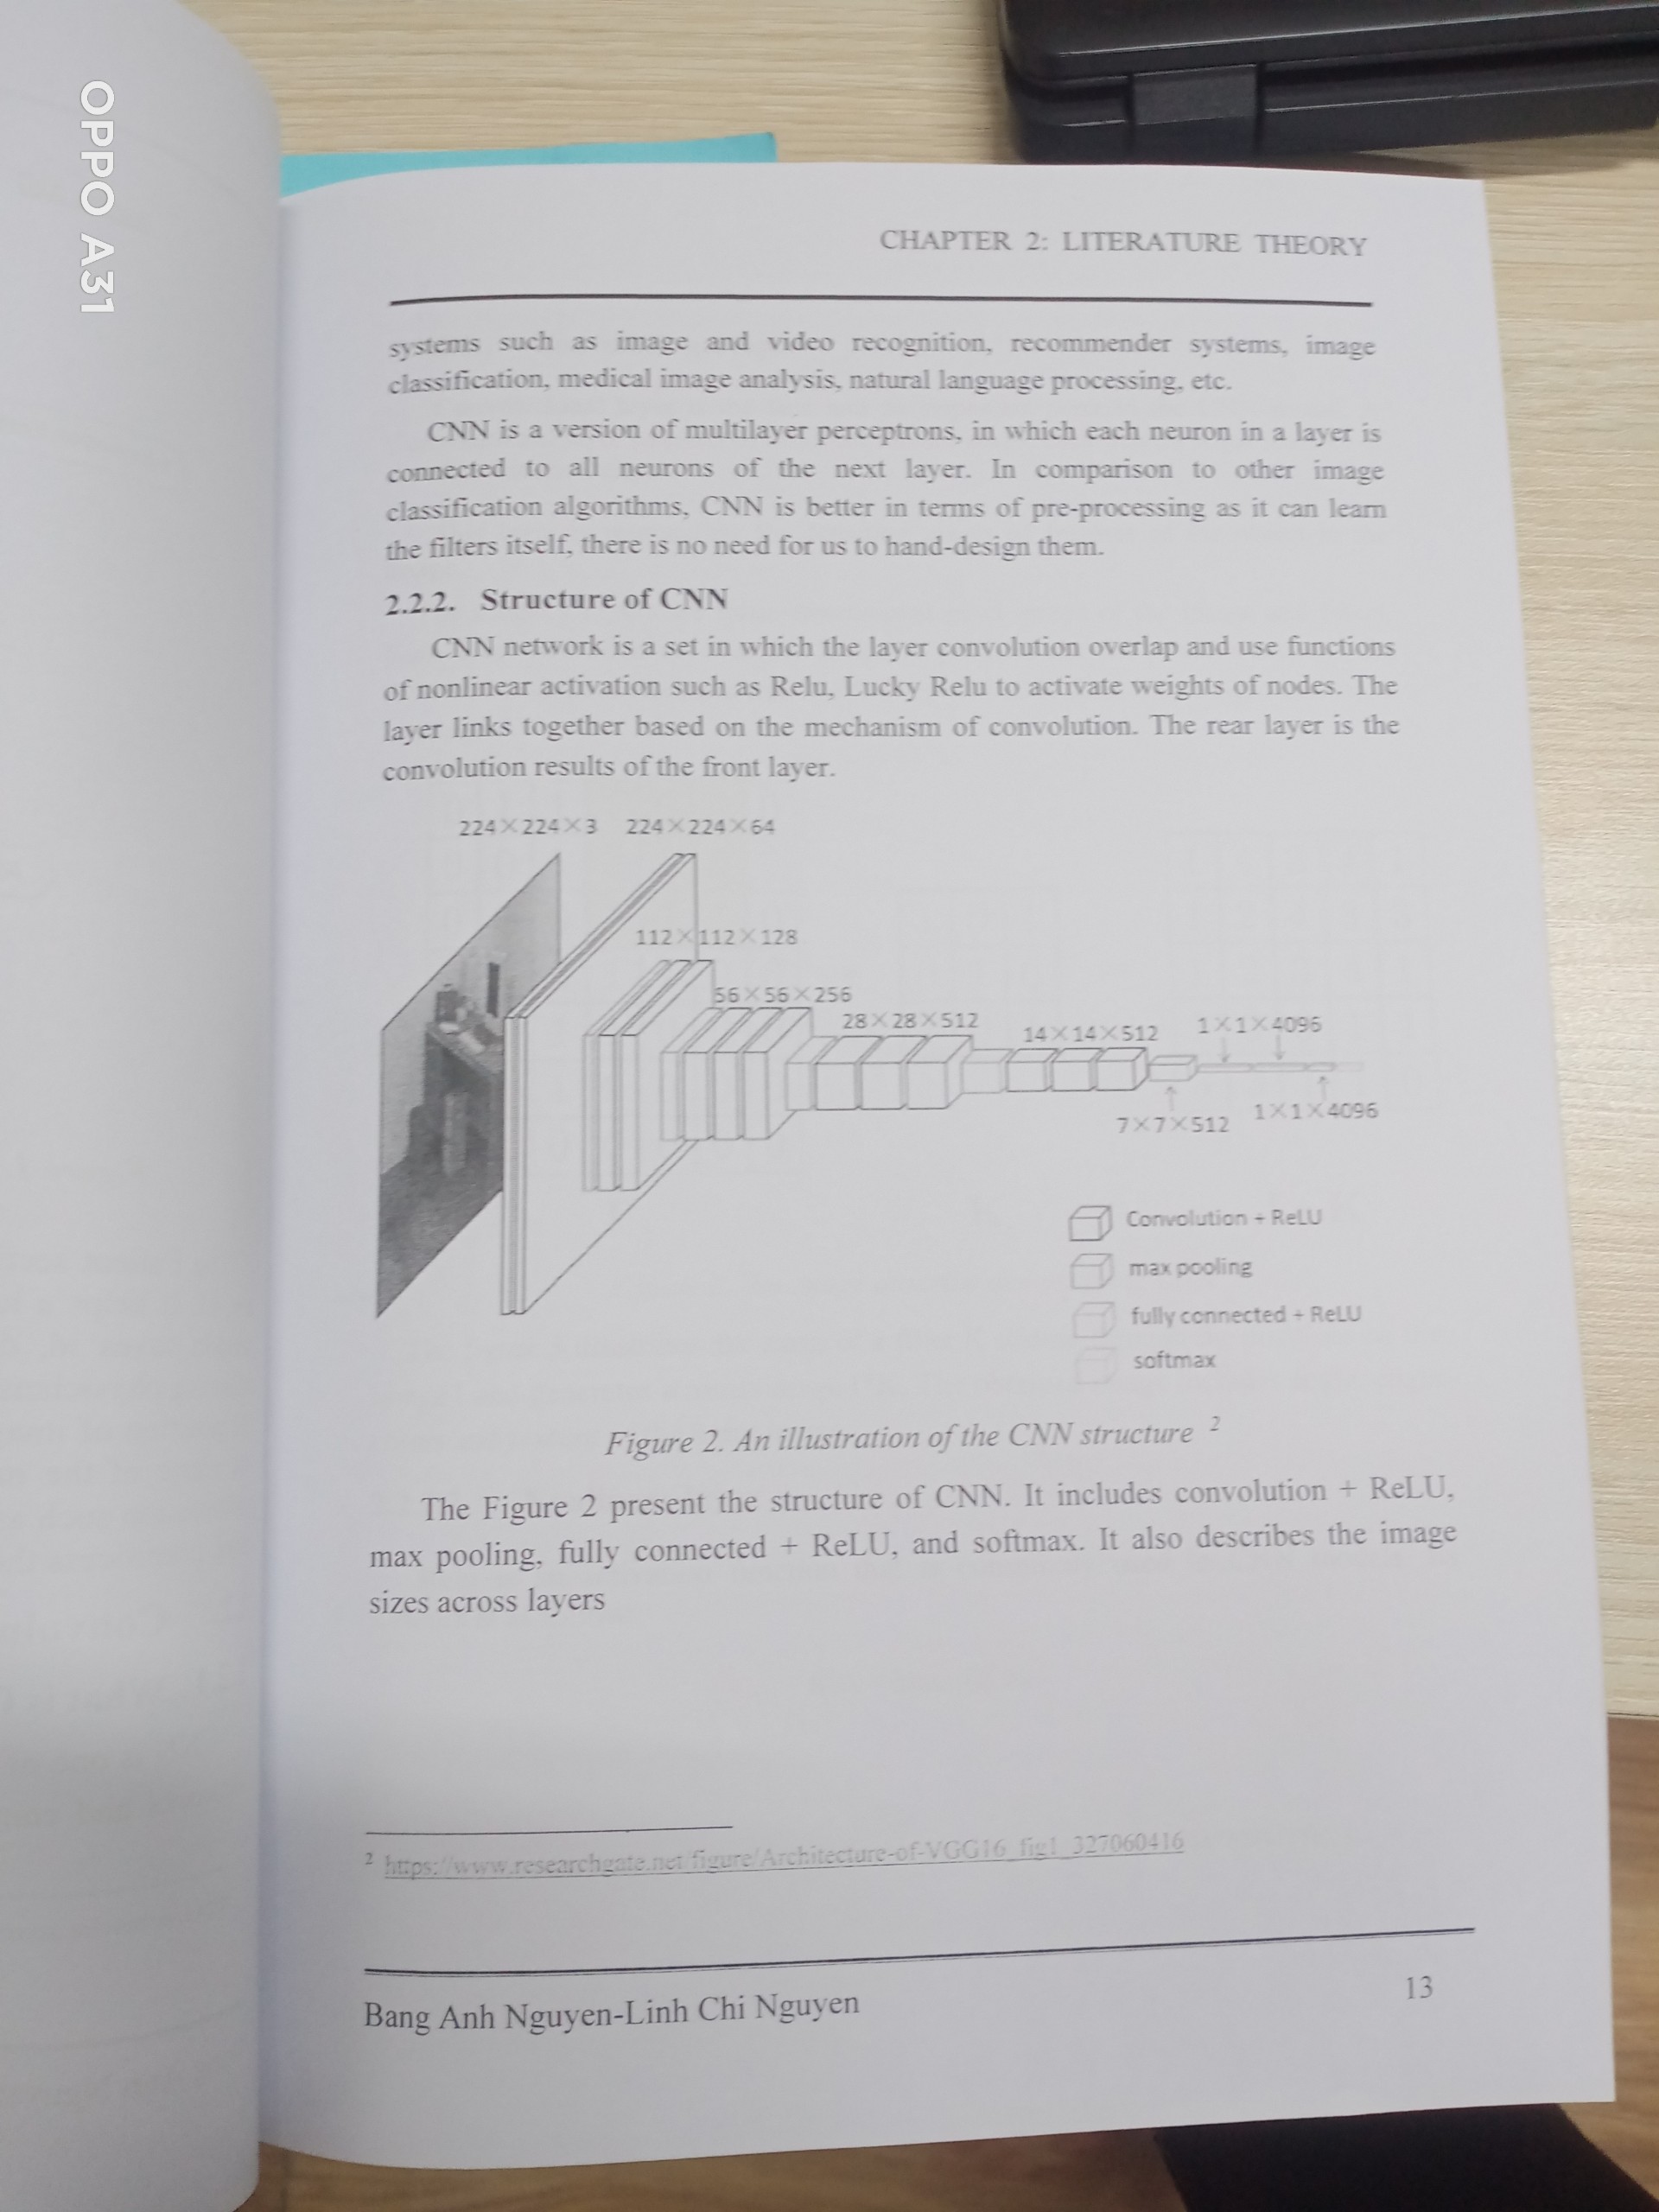 OPPO A31
CHAPTER 2: LITERATURE THEORY
systems such as image and video recognition, recommender systems, image
classification, medical image analysis, natural language processing, etc.
CNN is a version of multilayer perceptrons, in which each neuron in a layer is
connected to all neurons of the next layer. In comparison to other image
classification algorithms, CNN is better in terms of pre-processing as it can learn
the filters itself, there is no need for us to hand-design them.
2.2.2. Structure of CNN
CNN network is a set in which the layer convolution overlap and use functions
of nonlinear activation such as Relu, Lucky Relu to activate weights of nodes. The
layer links together based on the mechanism of convolution. The rear layer is the
convolution results of the front layer.
224×224×3 224×224×64
112×112×128
56×56×256
28×28×512
14×14×512
1×1×4096
7×7×512
1×1×4096
Convolution + ReLU
max pooling
fully connected + ReLU
softmax
Figure 2. An illustration of the CNN structure ²
The Figure 2 present the structure of CNN. It includes convolution + ReLU,
max pooling, fully connected + ReLU, and softmax. It also describes the image
sizes across layers
² https://www.researchgate.net/figure/Architecture-of-VGG16_fig1_327060416
Bang Anh Nguyen-Linh Chi Nguyen
13